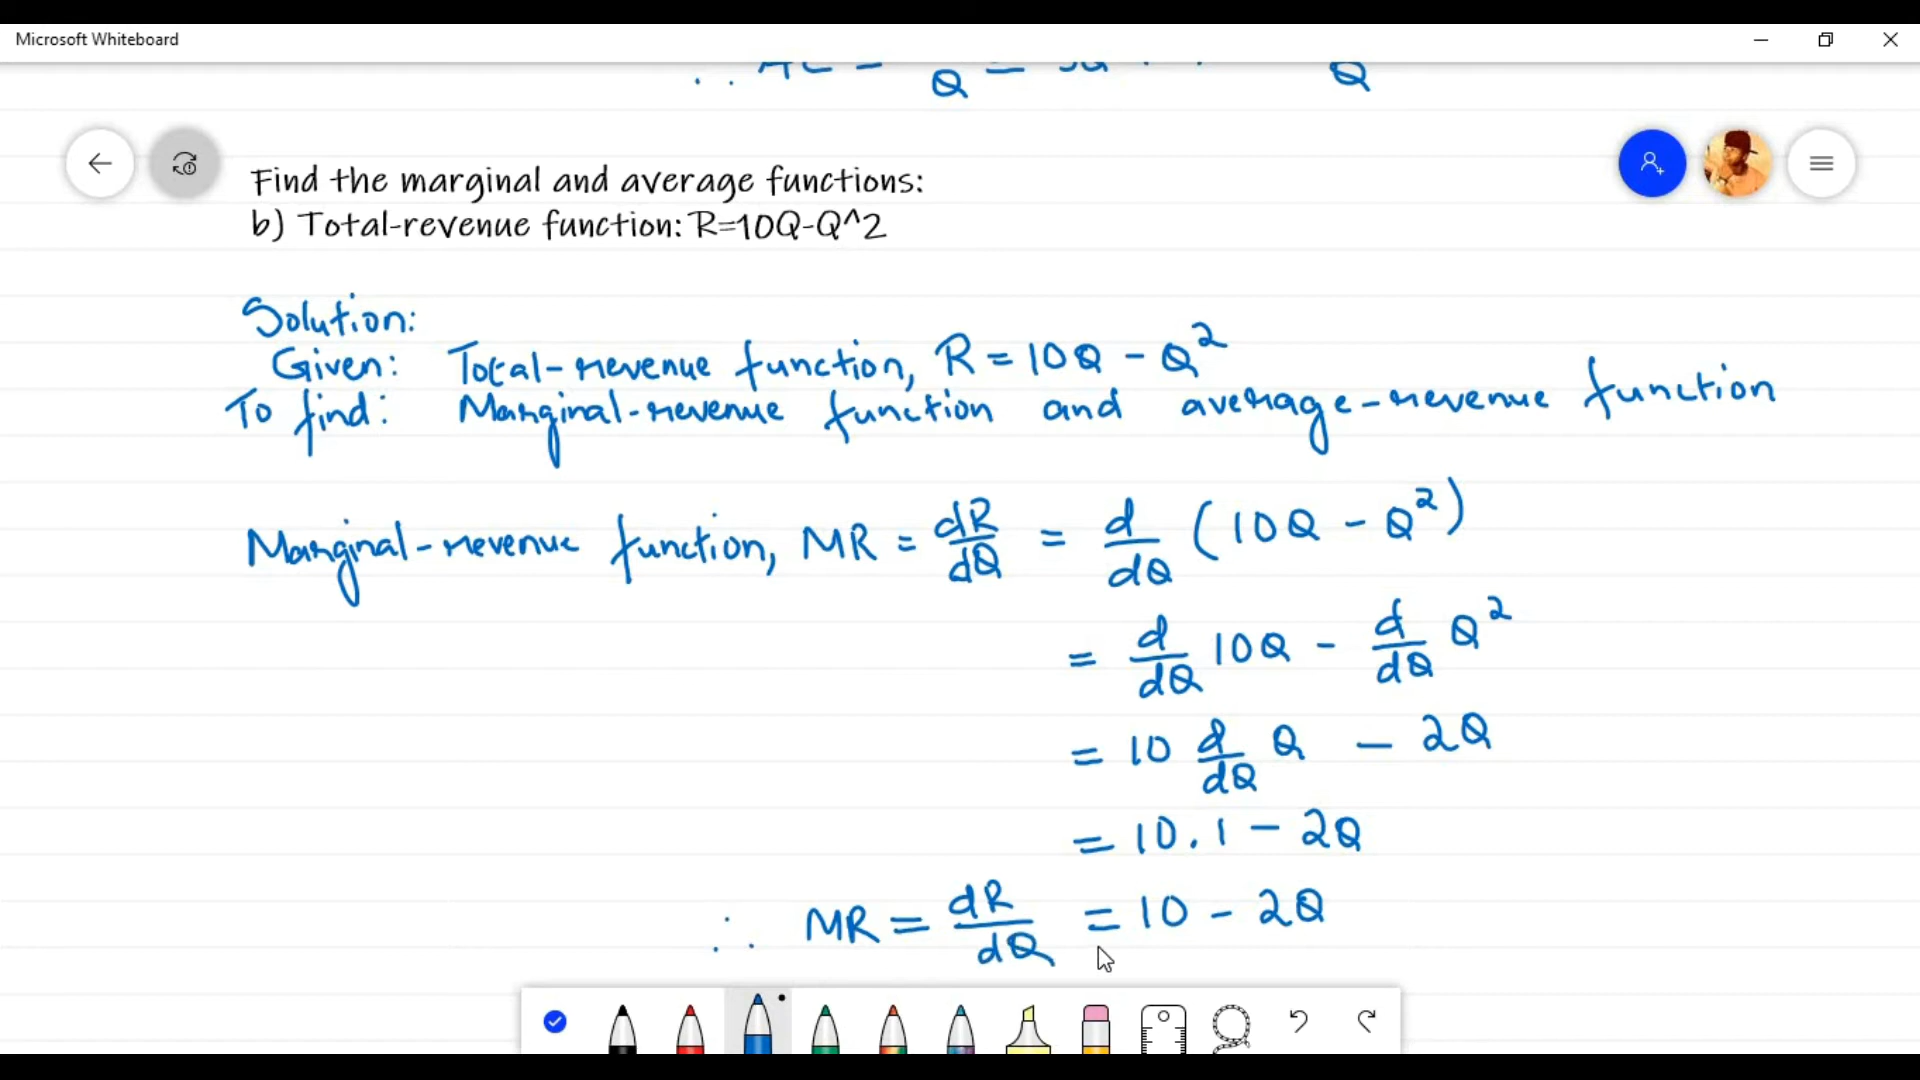 Microsoft Whiteboard
Find the marginal and average functions:
b) Total-revenue function: R=10Q-Q^2
Solution:
Given: Total-revenue function, R = 10Q - Q²
To find: Marginal-revenue function and average-revenue function
Marginal-revenue function, MR = dR/dQ = d/dQ (10Q - Q²)
= d/dQ 10Q - d/dQ Q²
= 10 d/dQ Q - 2Q
= 10.1 - 2Q
∴ MR = dR/dQ = 10 - 2Q